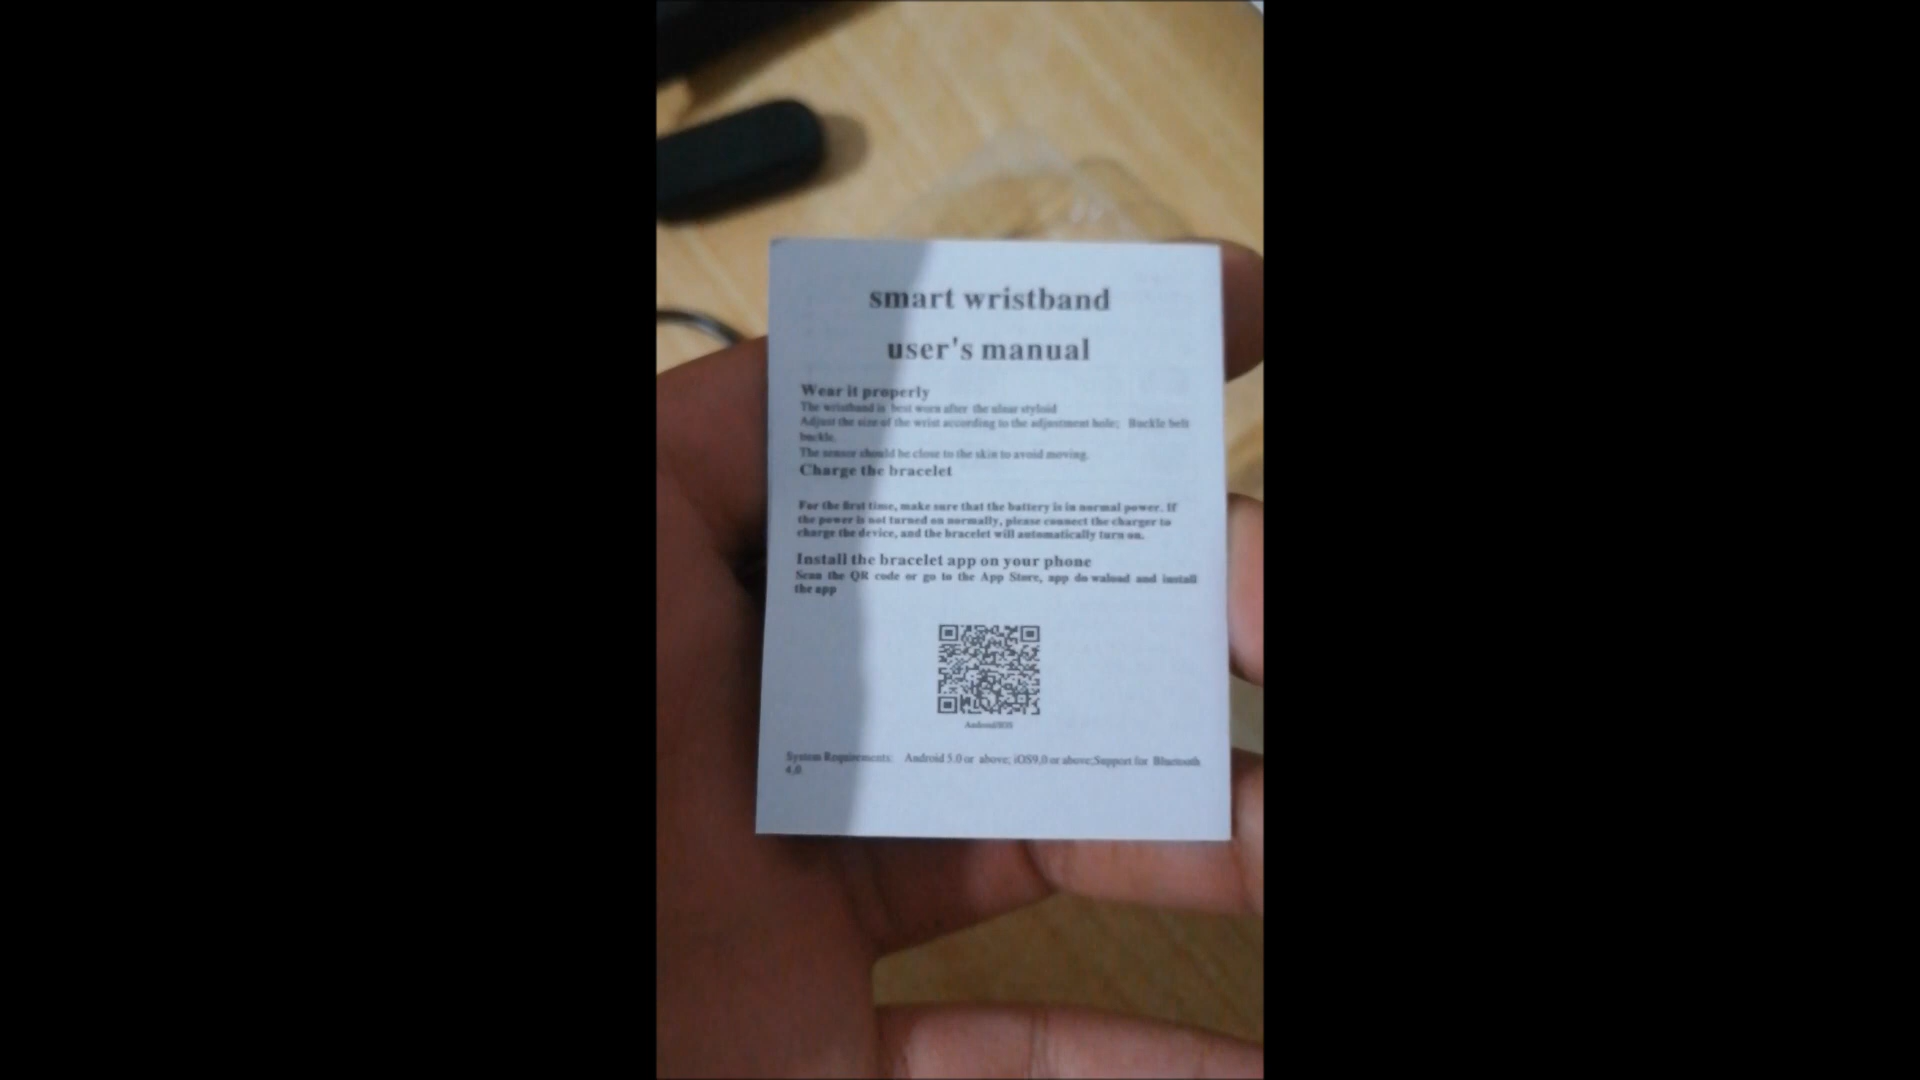 smart wristband
user's manual
Wear it properly
The wristband is best worn after the ulnar styloid
Adjust the size of the wrist according to the adjustment hole; Buckle belt
buckle.
The sensor should be close to the skin to avoid moving.
Charge the bracelet
For the first time, make sure that the battery is in normal power. If
the power is not turned on normally, please connect the charger to
charge the device, and the bracelet will automatically turn on.
Install the bracelet app on your phone
Scan the QR code or go to the App Store, app do wnload and install
the app
Android/IOS
System Requirements: Android 5.0 or above; iOS9.0 or above;Support for Bluetooth
4.0